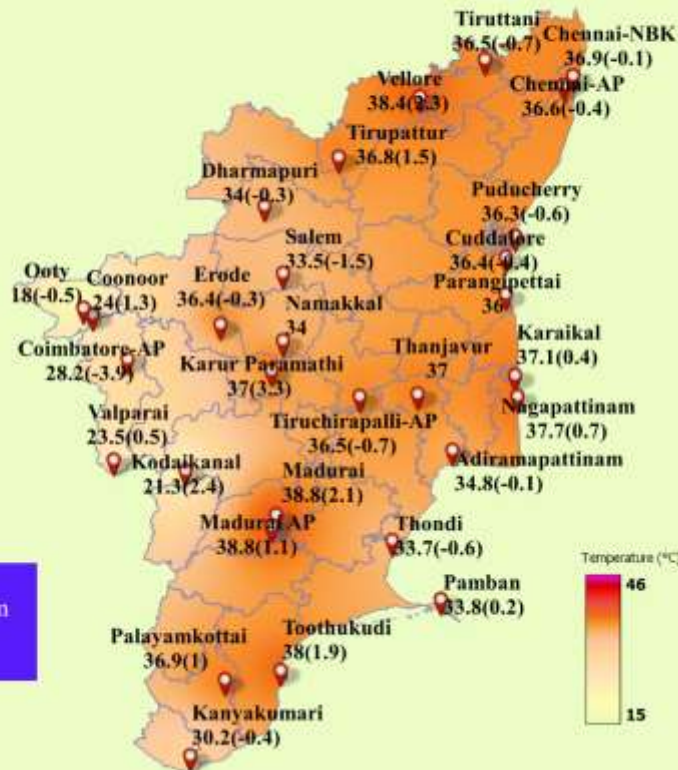 Tiruttani
36.5(-0.7)
Chennai-NBK
36.9(-0.1)
Vellore
38.4(2.3)
Chennai-AP
36.6(-0.4)
Tirupattur
36.8(1.5)
Dharmapuri
34(-0.3)
Puducherry
36.3(-0.6)
Salem
33.5(-1.5)
Cuddalore
36.4(-0.4)
Ooty
18(-0.5)
Coonoor
24(1.3)
Erode
36.4(-0.3)
Namakkal
34
Parangipettai
36
Coimbatore-AP
28.2(-3.9)
Karur Paramathi
37(3.3)
Thanjavur
37
Karaikal
37.1(0.4)
Valparai
23.5(0.5)
Tiruchirapalli-AP
36.5(-0.7)
Nagapattinam
37.7(0.7)
Kodaikanal
21.3(2.4)
Madurai
38.8(2.1)
Adiramapattinam
34.8(-0.1)
Madurai AP
38.8(1.1)
Thondi
33.7(-0.6)
Temperature (°C)
46
15
Pamban
33.8(0.2)
Palayamkottai
36.9(1)
Toothukudi
38(1.9)
Kanyakumari
30.2(-0.4)